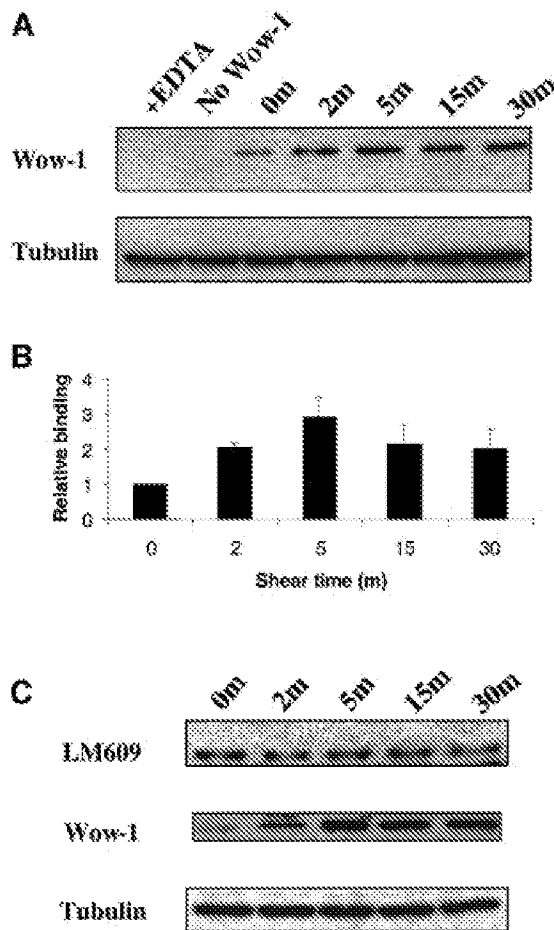 A
+EDTA No Wow-1 0m 2m 5m 15m 30m
Wow-1
Tubulin
B
Relative binding
4
3
2
1
0
0 2 5 15 30
Shear time (m)
C
0m 2m 5m 15m 30m
LM609
Wow-1
Tubulin